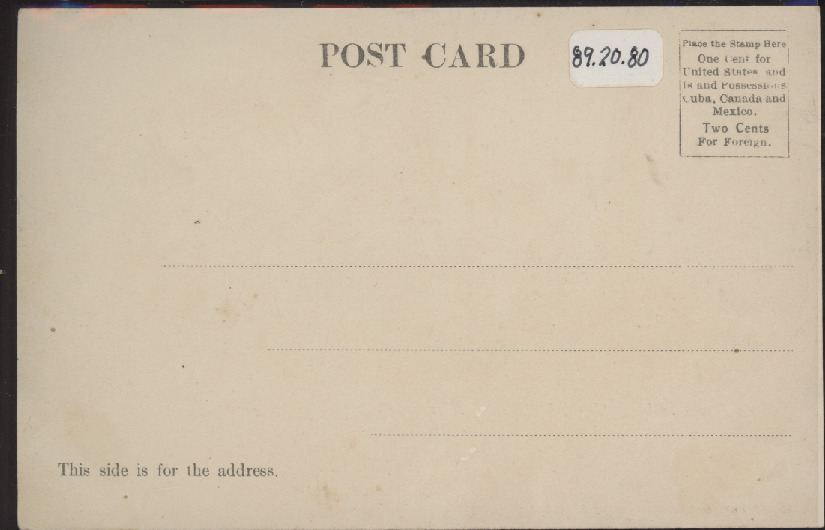 POST CARD
89.20.80
Place the Stamp Here
One Cent for
United States and
Is and Possessions
Cuba, Canada and
Mexico.
Two Cents
For Foreign.
This side is for the address.